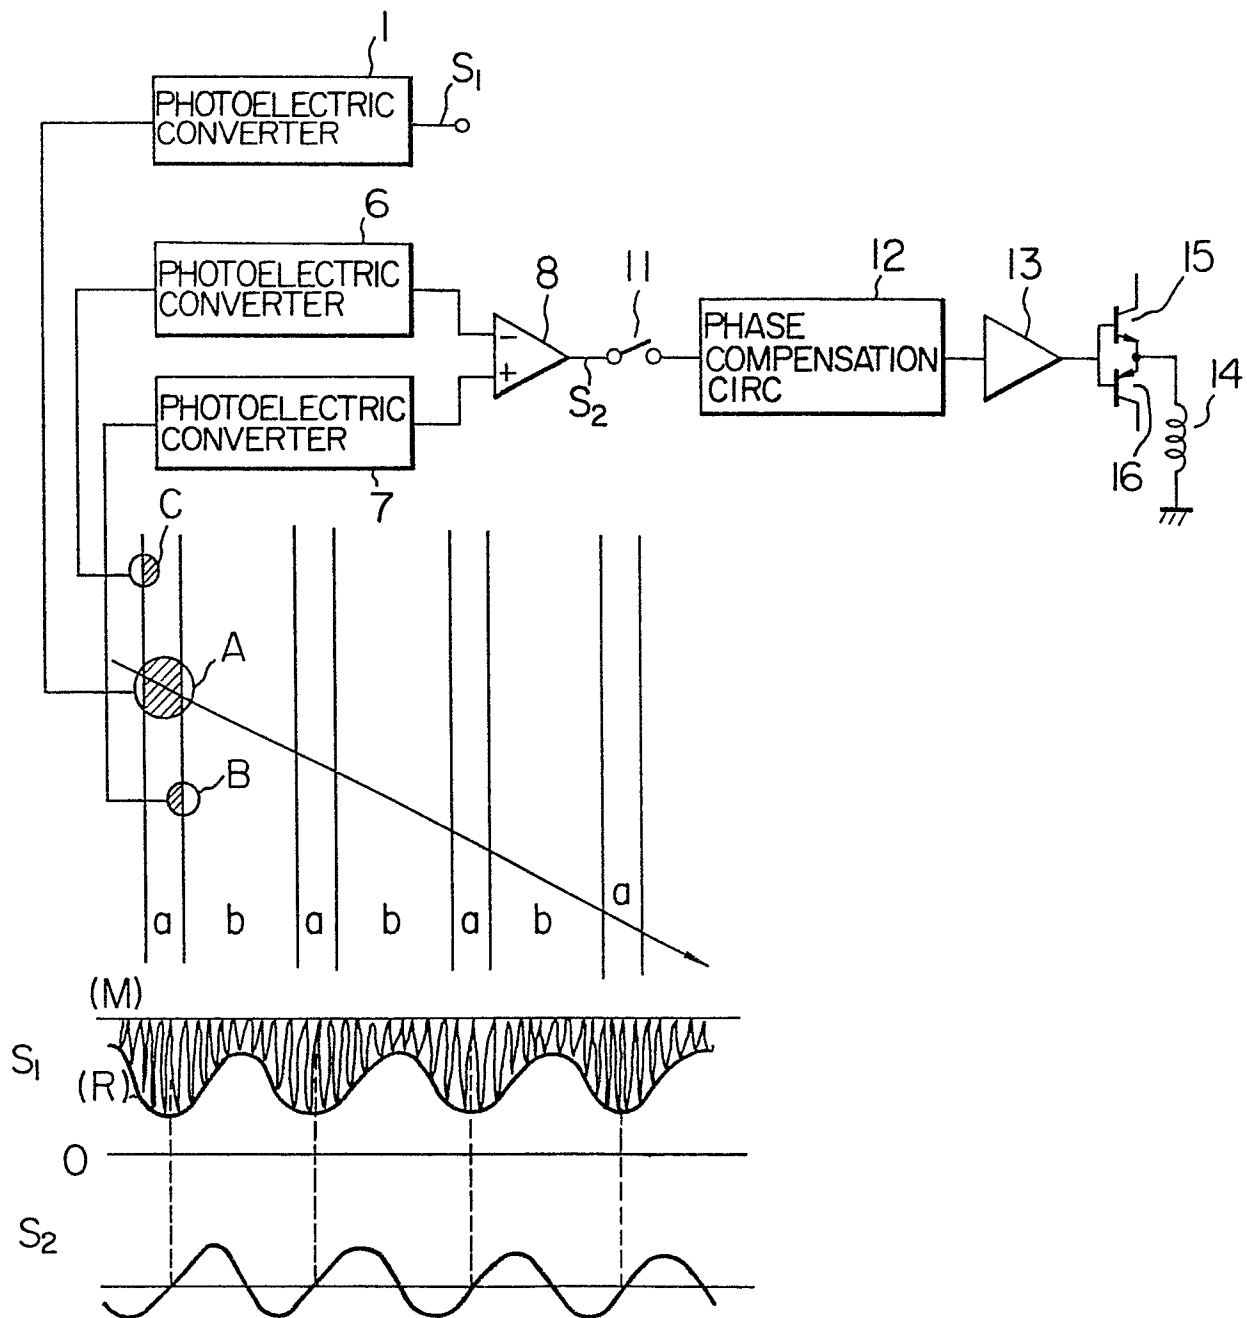 1
PHOTOELECTRIC
CONVERTER
S1
6
PHOTOELECTRIC
CONVERTER
8
11
12
13
15
−
+
S2
PHASE
COMPENSATION
CIRC
14
16
PHOTOELECTRIC
CONVERTER
7
C
A
B
a
a b a b a b
(M)
S1
(R)
0
S2